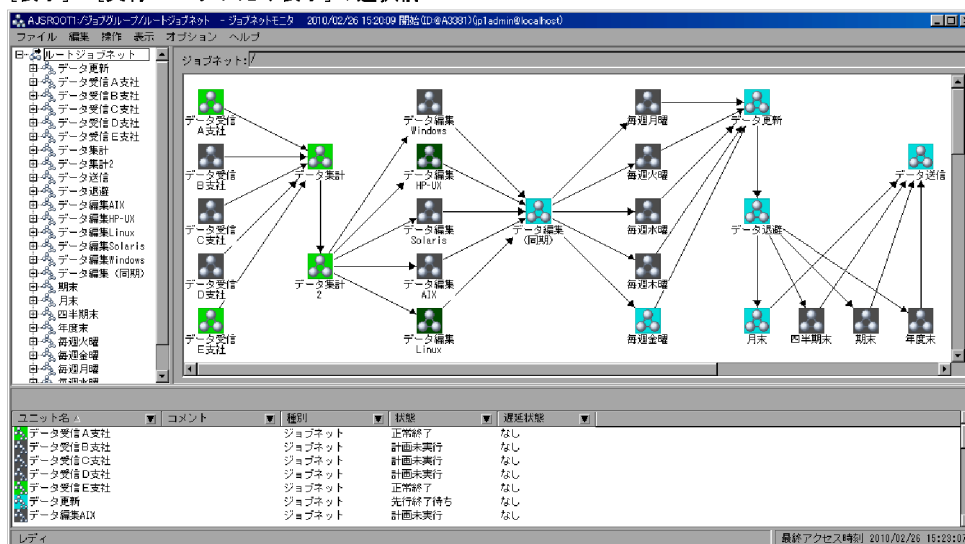 AJSROOT1:/ジョブグループ/ルートジョブネット - ジョブネットモニタ 2010/02/26 15:20:09 開始(ID:@A3381)(jp1admin@localhost)
ファイル 編集 操作 表示 オプション ヘルプ
ルートジョブネット
データ更新
データ受信A支社
データ受信B支社
データ受信C支社
データ受信D支社
データ受信E支社
データ集計
データ集計2
データ送信
データ退避
データ編集AIX
データ編集HP-UX
データ編集Linux
データ編集Solaris
データ編集Windows
データ編集（同期）
期末
月末
四半期末
年度末
毎週火曜
毎週金曜
毎週月曜
毎週水曜
ジョブネット:/
データ受信
A支社
データ編集
Windows
毎週月曜
データ更新
データ受信
B支社
データ集計
データ編集
HP-UX
毎週火曜
データ送信
データ受信
C支社
データ編集
Solaris
データ編集
（同期）
毎週水曜
データ退避
データ受信
D支社
データ集計
2
データ編集
AIX
毎週木曜
データ受信
E支社
データ編集
Linux
毎週金曜
月末
四半期末
期末
年度末
ユニット名 コメント 種別 状態 遅延状態
データ受信A支社 ジョブネット 正常終了 なし
データ受信B支社 ジョブネット 計画未実行 なし
データ受信C支社 ジョブネット 計画未実行 なし
データ受信D支社 ジョブネット 計画未実行 なし
データ受信E支社 ジョブネット 正常終了 なし
データ更新 ジョブネット 先行終了待ち なし
データ編集AIX ジョブネット 計画未実行 なし
レディ
最終アクセス時刻 2010/02/26 15:23:07